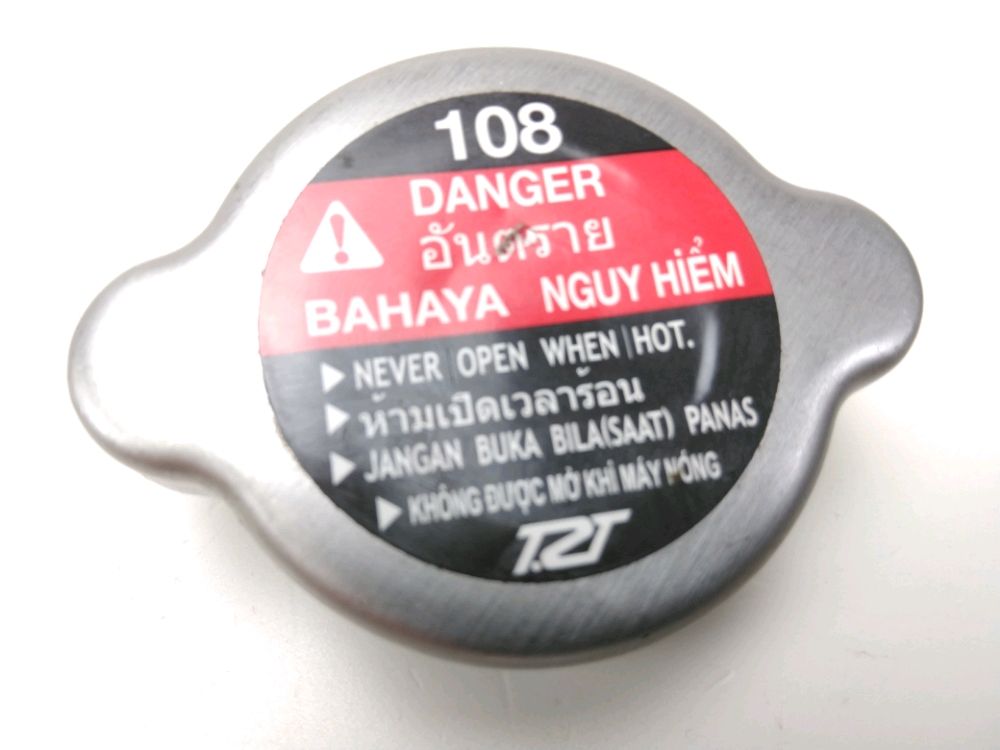 108
DANGER
อันตราย
BAHAYA NGUY HiỂM
NEVER OPEN WHEN HOT.
ห้ามเปิดเวลาร้อน
JANGAN BUKA BILA(SAAT) PANAS
KHÔNG ĐƯỢC MỞ KHI MÁY NÓNG
T.RT